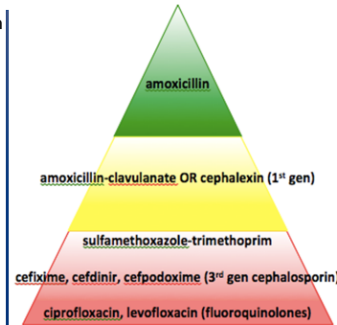 amoxicillin
amoxicillin-clavulanate OR cephalexin (1st gen)
sulfamethoxazole-trimethoprim
cefixime, cefdinir, cefpodoxime (3rd gen cephalosporin)
ciprofloxacin, levofloxacin (fluoroquinolones)